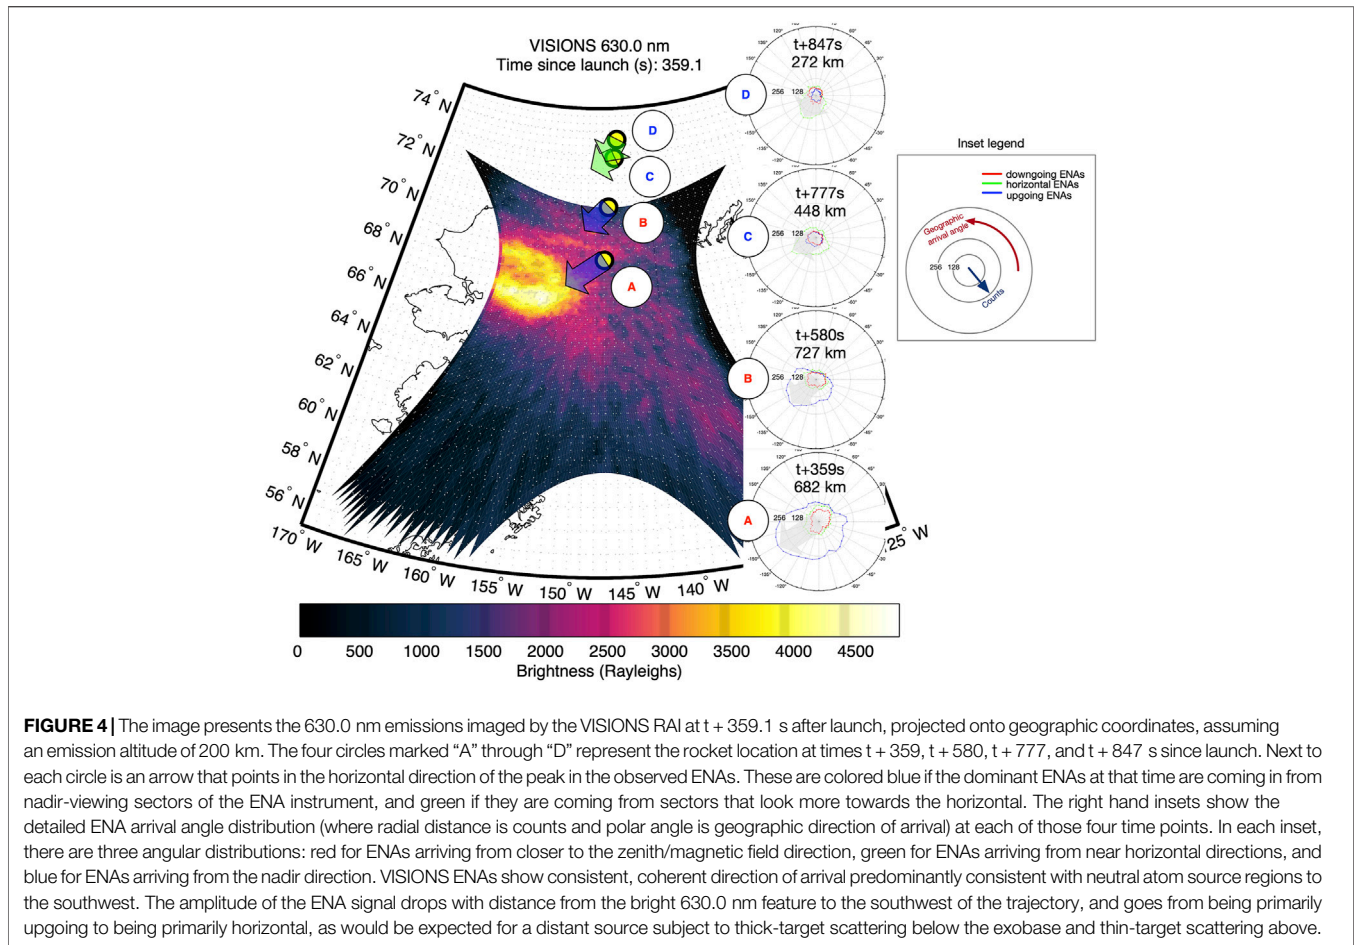 VISIONS 630.0 nm
Time since launch (s): 359.1
74° N
72° N
70° N
68° N
66° N
64° N
62° N
60° N
58° N
56° N
170° W
165° W
160° W
155° W
150° W
145° W
140° W
25° W
D
C
B
A
D
t+847s
272 km
256 128
C
t+777s
448 km
256 128
B
t+580s
727 km
256 128
A
t+359s
682 km
256 128
Inset legend
downgoing ENAs
horizontal ENAs
upgoing ENAs
Geographic
arrival angle
256 128
Counts
0 500 1000 1500 2000 2500 3000 3500 4000 4500
Brightness (Rayleighs)
FIGURE 4 | The image presents the 630.0 nm emissions imaged by the VISIONS RAI at t + 359.1 s after launch, projected onto geographic coordinates, assuming
an emission altitude of 200 km. The four circles marked “A” through “D” represent the rocket location at times t + 359, t + 580, t + 777, and t + 847 s since launch. Next to
each circle is an arrow that points in the horizontal direction of the peak in the observed ENAs. These are colored blue if the dominant ENAs at that time are coming in from
nadir-viewing sectors of the ENA instrument, and green if they are coming from sectors that look more towards the horizontal. The right hand insets show the
detailed ENA arrival angle distribution (where radial distance is counts and polar angle is geographic direction of arrival) at each of those four time points. In each inset,
there are three angular distributions: red for ENAs arriving from closer to the zenith/magnetic field direction, green for ENAs arriving from near horizontal directions, and
blue for ENAs arriving from the nadir direction. VISIONS ENAs show consistent, coherent direction of arrival predominantly consistent with neutral atom source regions to
the southwest. The amplitude of the ENA signal drops with distance from the bright 630.0 nm feature to the southwest of the trajectory, and goes from being primarily
upgoing to being primarily horizontal, as would be expected for a distant source subject to thick-target scattering below the exobase and thin-target scattering above.